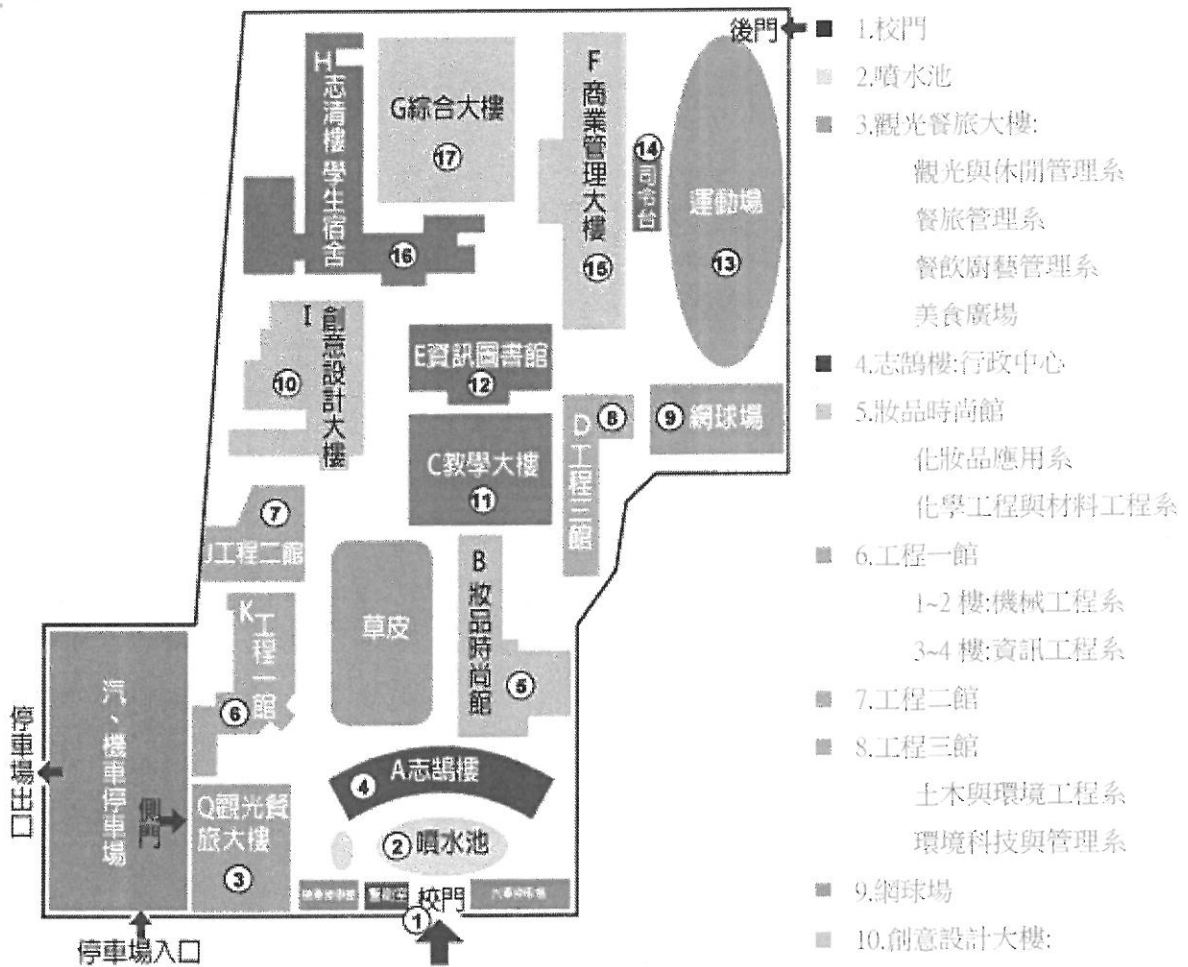 後門
H 志清樓 學生宿舍
16
G綜合大樓
17
F 商業管理大樓
15
14
司令台
運動場
13
I 創意設計大樓
10
E資訊圖書館
12
8
D 工程三館
9 網球場
C教學大樓
11
7
J工程二館
K 工程一館
6
草皮
B 妝品時尚館
5
汽、機車停車場
停車場出口
側門
停車場入口
Q觀光餐
旅大樓
3
A志鵠樓
4
2 噴水池
校門
1
1.校門
2.噴水池
3.觀光餐旅大樓:
觀光與休閒管理系
餐旅管理系
餐飲廚藝管理系
美食廣場
4.志鵠樓:行政中心
5.妝品時尚館
化妝品應用系
化學工程與材料工程系
6.工程一館
1~2 樓:機械工程系
3~4 樓:資訊工程系
7.工程二館
8.工程三館
土木與環境工程系
環境科技與管理系
9.網球場
10.創意設計大樓: